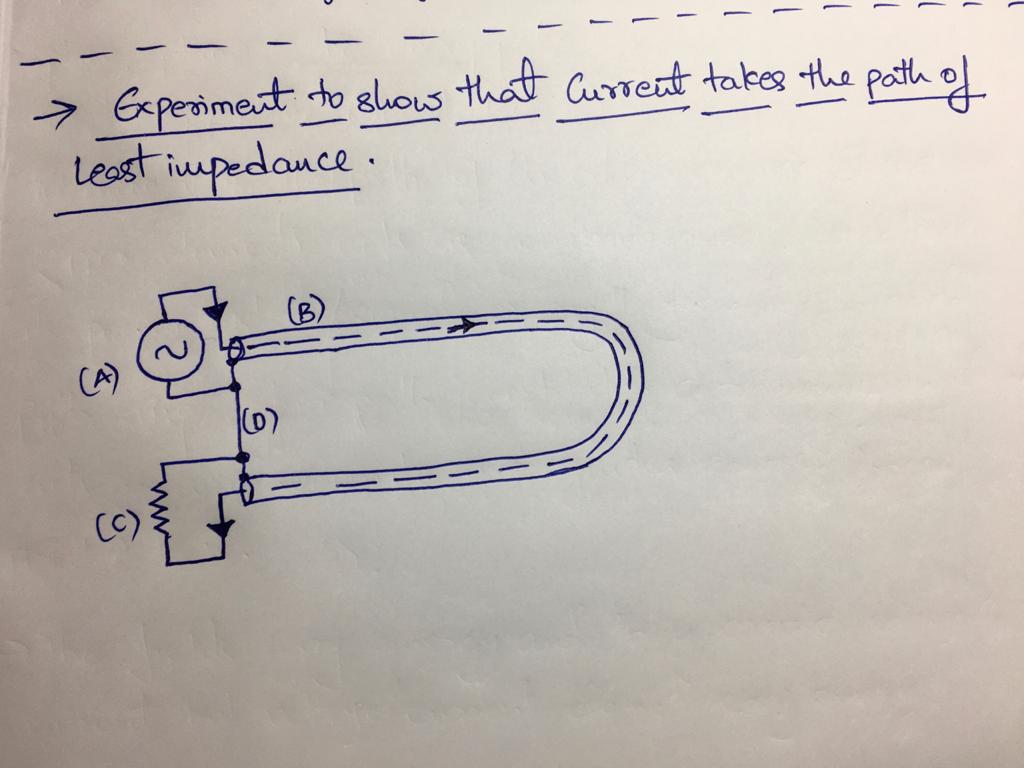 → Experiment to show that Current takes the path of
least impedance.
(B)
(A)
(D)
(C)